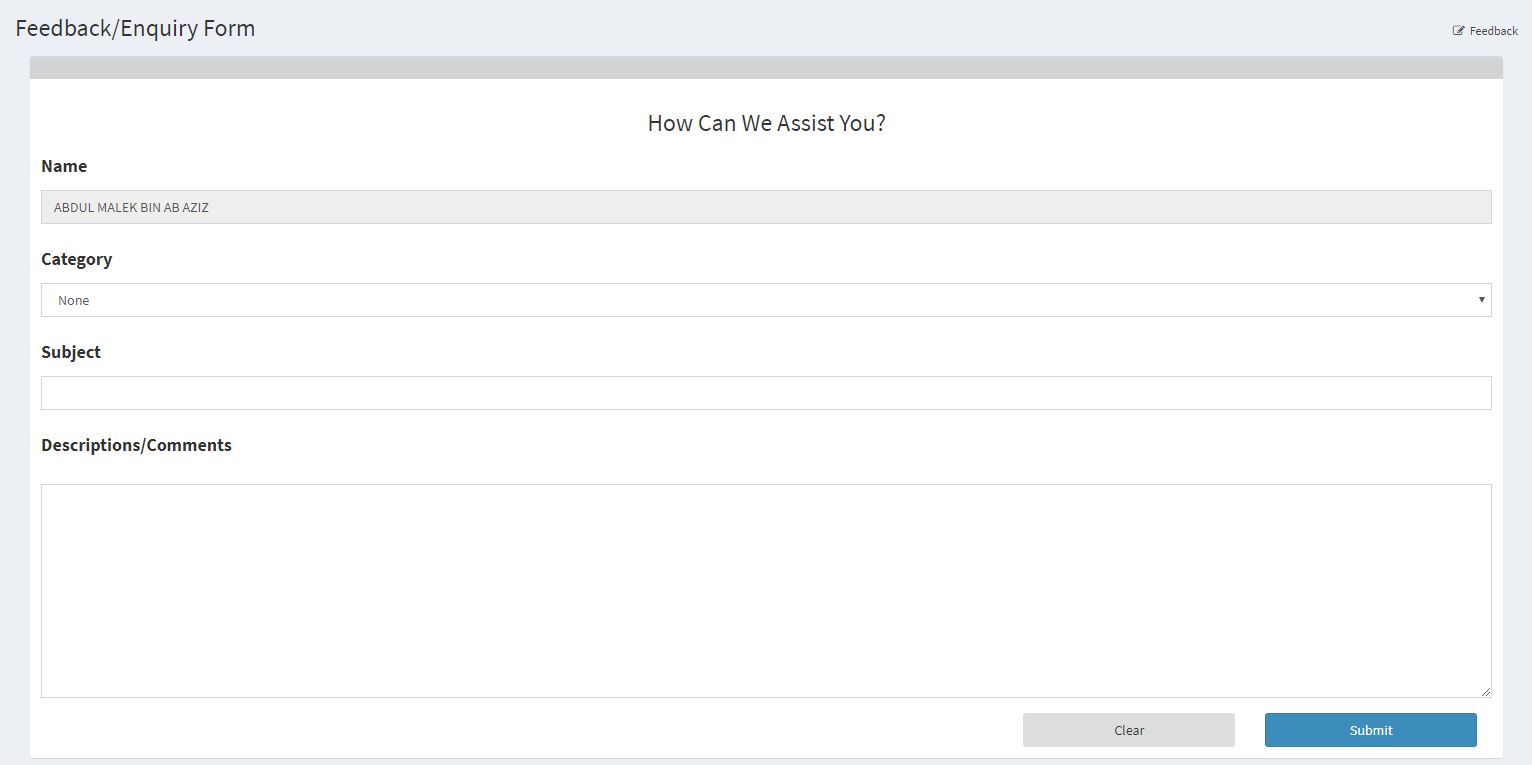 Feedback/Enquiry Form
Feedback
How Can We Assist You?
Name
ABDUL MALEK BIN AB AZIZ
Category
None
Subject
Descriptions/Comments
Clear
Submit